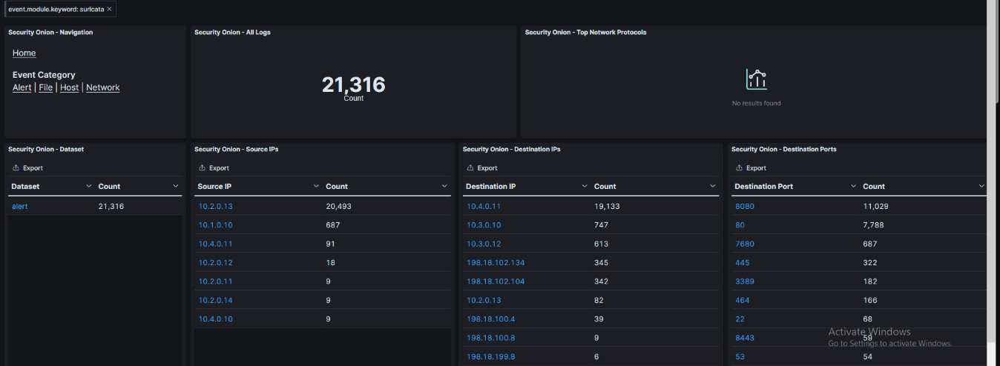 event.module.keyword: suricata ×
Security Onion - Navigation
Home
Event Category
Alert | File | Host | Network
Security Onion - All Logs
21,316
Count
Security Onion - Top Network Protocols
No results found
Security Onion - Dataset
Export
Dataset Count
alert 21,316
Security Onion - Source IPs
Export
Source IP Count
10.2.0.13 20,493
10.1.0.10 687
10.4.0.11 91
10.2.0.12 18
10.2.0.11 9
10.2.0.14 9
10.4.0.10 9
Security Onion - Destination IPs
Export
Destination IP Count
10.4.0.11 19,133
10.3.0.10 747
10.3.0.12 613
198.18.102.134 345
198.18.102.104 342
10.2.0.13 82
198.18.100.4 39
198.18.100.8 9
198.18.199.8 6
Security Onion - Destination Ports
Export
Destination Port Count
8080 11,029
80 7,788
7680 687
445 322
3389 182
464 166
22 68
8443 59
53 54
Activate Windows
Go to Settings to activate Windows.